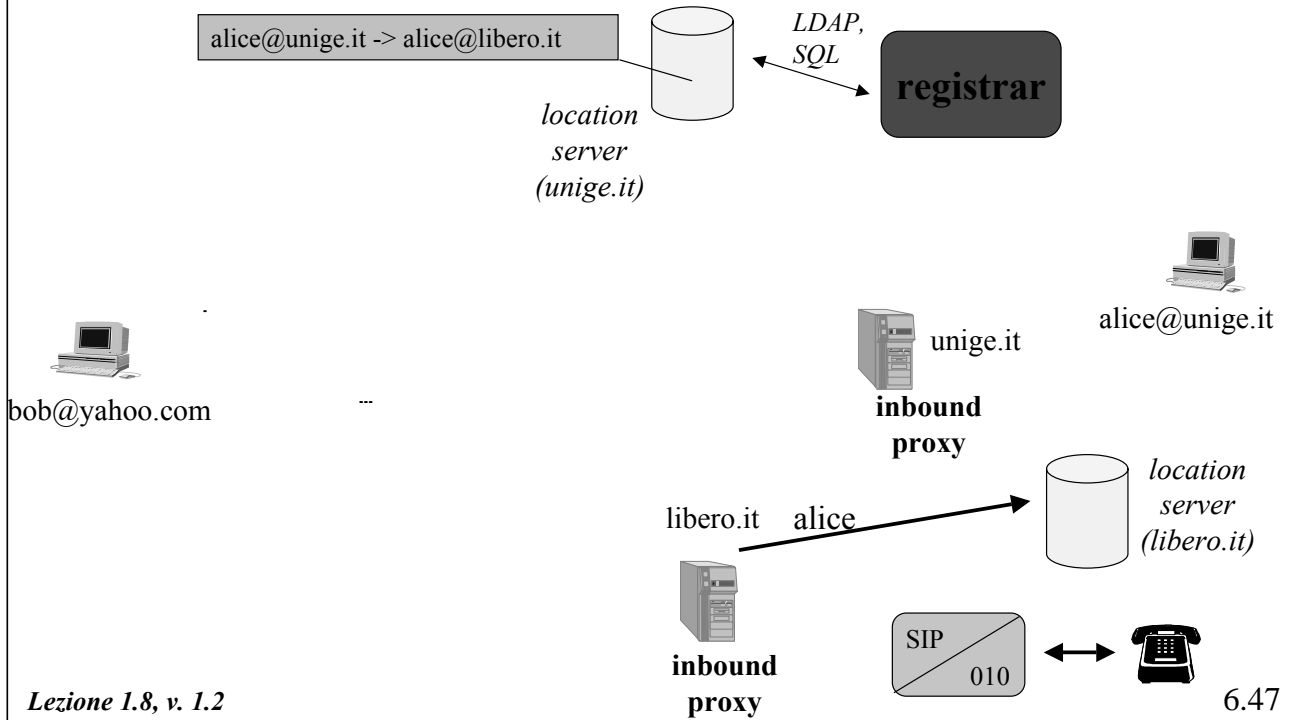 alice@unige.it -> alice@libero.it
LDAP,
SQL
registrar
location
server
(unige.it)
alice@unige.it
unige.it
bob@yahoo.com
inbound
proxy
location
server
(libero.it)
libero.it
alice
SIP
010
inbound
proxy
Lezione 1.8, v. 1.2
6.47